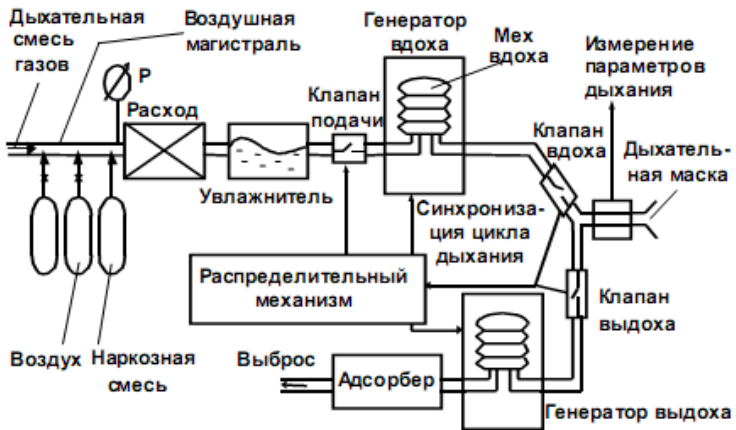 Дыхательная
смесь
газов
Воздушная
магистраль
P
Расход
Увлажнитель
Клапан
подачи
Генератор
вдоха
Мех
вдоха
Измерение
параметров
дыхания
Клапан
вдоха
Дыхатель-
ная маска
Синхрониза-
ция цикла
дыхания
Распределительный
механизм
Клапан
выдоха
Воздух
Наркозная
смесь
Выброс
Адсорбер
Генератор выдоха